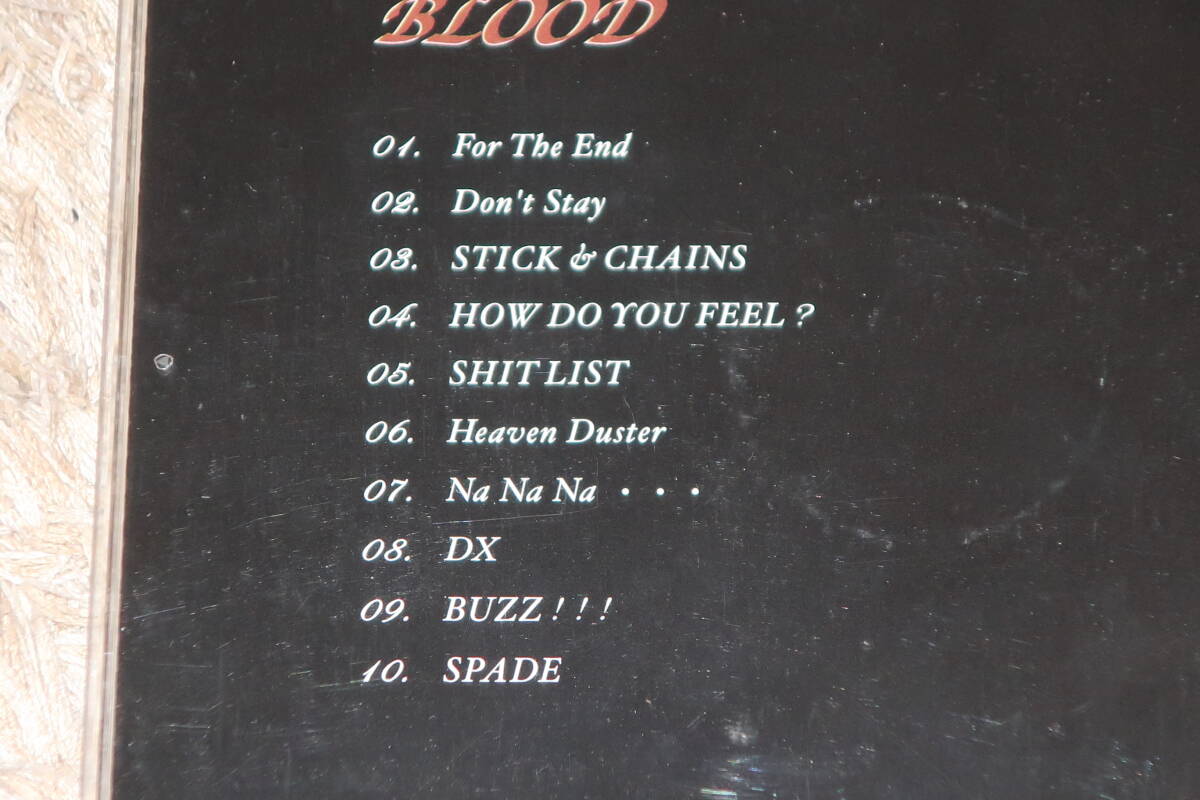 BLOOD
01. For The End
02. Don't Stay
03. STICK & CHAINS
04. HOW DO YOU FEEL ?
05. SHIT LIST
06. Heaven Duster
07. Na Na Na ・・・
08. DX
09. BUZZ ! ! !
10. SPADE